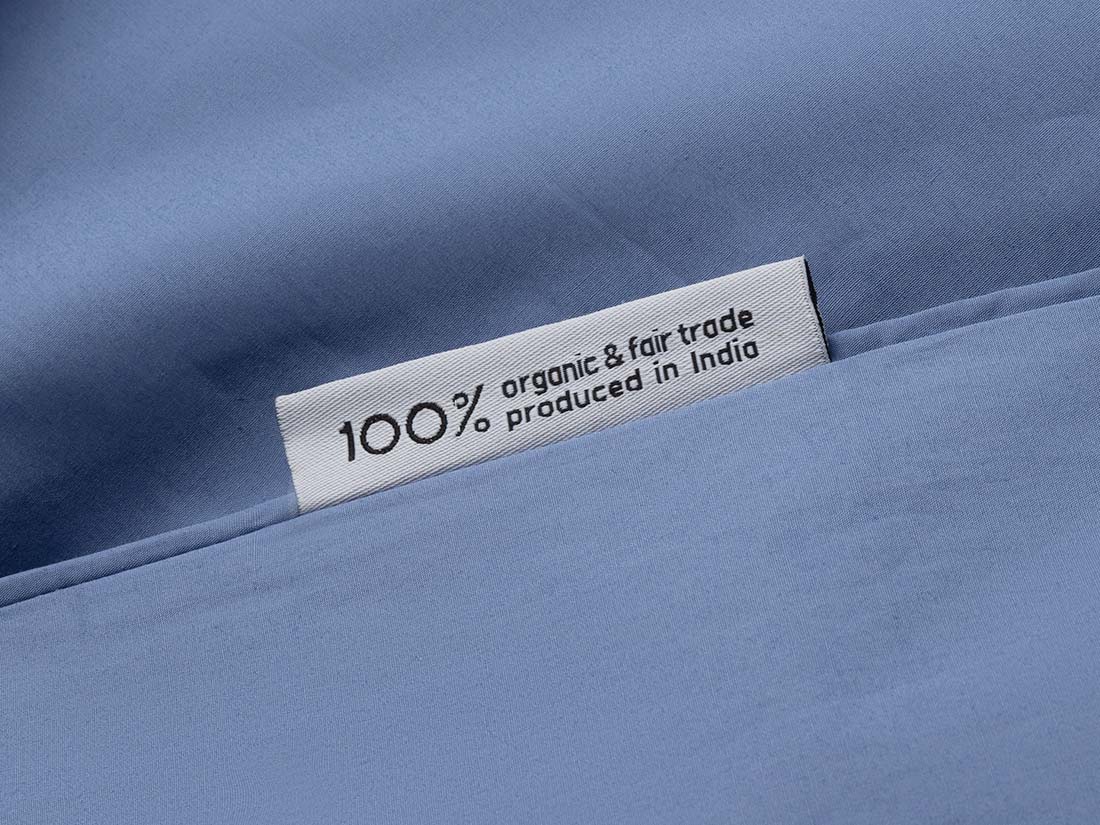 100% organic & fair trade
produced in India